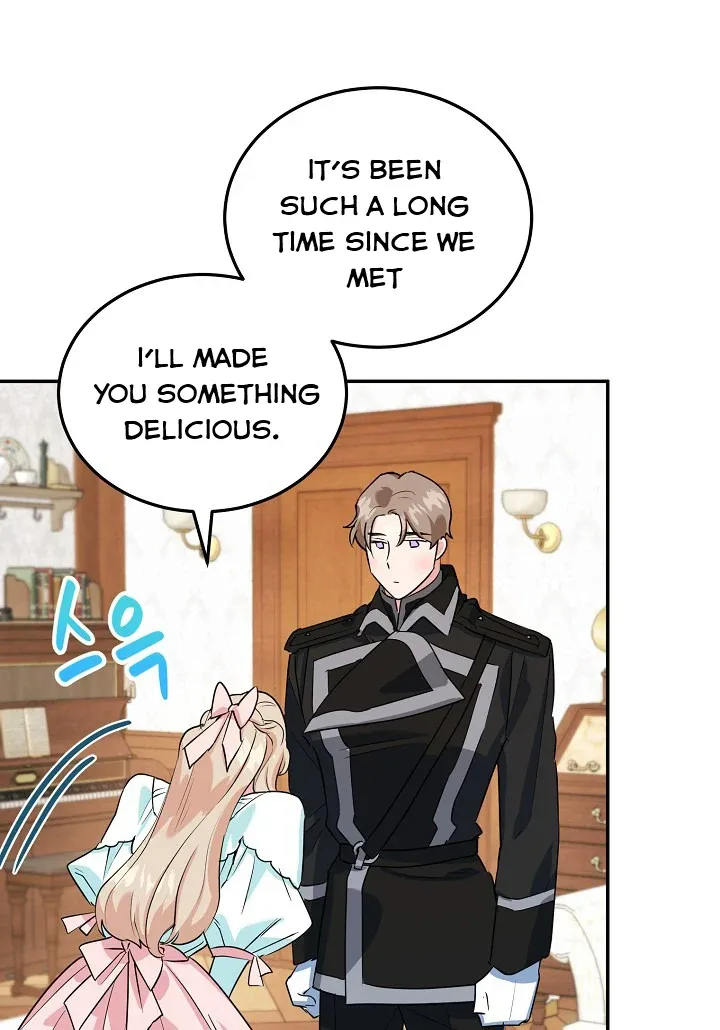 IT'S BEEN
SUCH A LONG
TIME SINCE WE
MET
I'LL MADE
YOU SOMETHING
DELICIOUS.
스윽